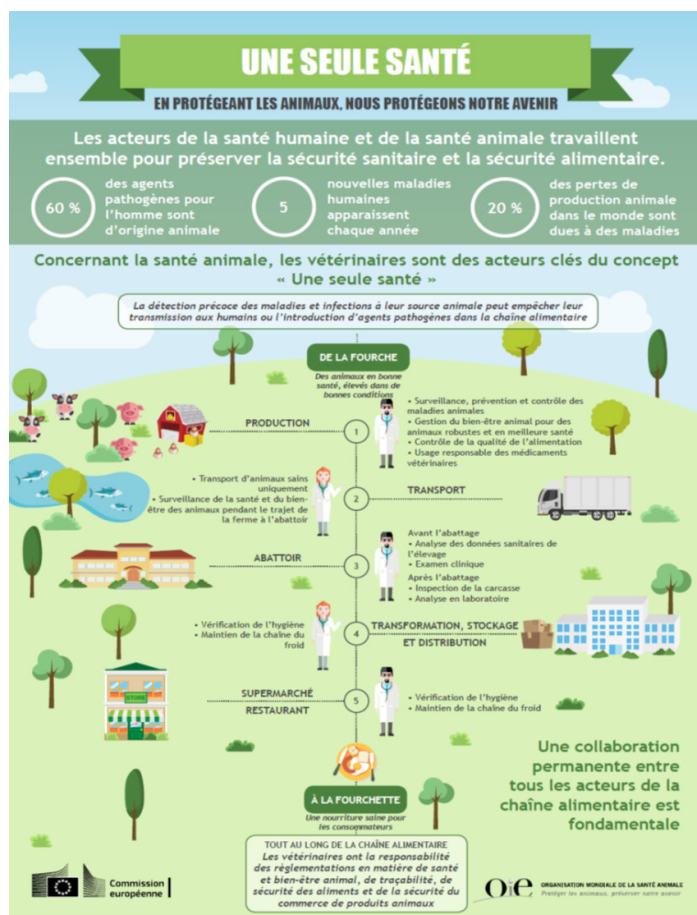 UNE SEULE SANTÉ
EN PROTÉGEANT LES ANIMAUX, NOUS PROTÉGEONS NOTRE AVENIR
Les acteurs de la santé humaine et de la santé animale travaillent
ensemble pour préserver la sécurité sanitaire et la sécurité alimentaire.
60 %
des agents
pathogènes pour
l'homme sont
d'origine animale
5
nouvelles maladies
humaines
apparaissent
chaque année
20 %
des pertes de
production animale
dans le monde sont
dues à des maladies
Concernant la santé animale, les vétérinaires sont des acteurs clés du concept
« Une seule santé »
La détection précoce des maladies et infections à leur source animale peut empêcher leur
transmission aux humains ou l'introduction d'agents pathogènes dans la chaîne alimentaire
DE LA FOURCHE
Des animaux en bonne
santé, élevés dans de
bonnes conditions
PRODUCTION
1
• Surveillance, prévention et contrôle des
maladies animales
• Gestion du bien-être animal pour des
animaux robustes et en meilleure santé
• Contrôle de la qualité de l'alimentation
• Usage responsable des médicaments
vétérinaires
• Transport d'animaux sains
uniquement
• Surveillance de la santé et du bien-
être des animaux pendant le trajet de
la ferme à l'abattoir
2
TRANSPORT
ABATTOIR
3
Avant l'abattage
• Analyse des données sanitaires de
l'élevage
• Examen clinique
Après l'abattage
• Inspection de la carcasse
• Analyse en laboratoire
• Vérification de l'hygiène
• Maintien de la chaîne du
froid
4
TRANSFORMATION, STOCKAGE
ET DISTRIBUTION
STORE
SUPERMARCHÉ
RESTAURANT
5
• Vérification de l'hygiène
• Maintien de la chaîne du froid
À LA FOURCHETTE
Une nourriture saine pour
les consommateurs
Une collaboration
permanente entre
tous les acteurs de la
chaîne alimentaire est
fondamentale
TOUT AU LONG DE LA CHAÎNE ALIMENTAIRE
Les vétérinaires ont la responsabilité
des règlementations en matière de santé
et bien-être animal, de traçabilité, de
sécurité des aliments et de la sécurité du
commerce de produits animaux
Commission
européenne
OiE
ORGANISATION MONDIALE DE LA SANTÉ ANIMALE
Protéger les animaux, préserver notre avenir